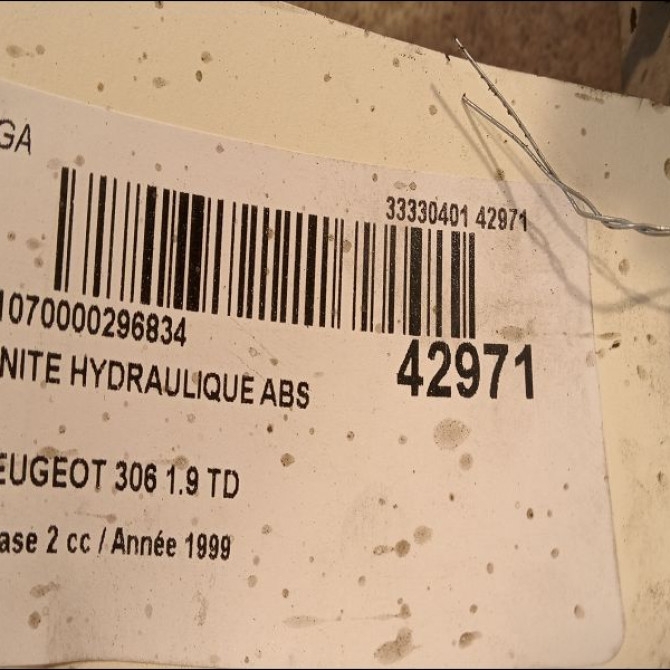 GA
33330401 42971
1070000296834
42971
NITE HYDRAULIQUE ABS
EUGEOT 306 1.9 TD
ase 2 cc / Année 1999